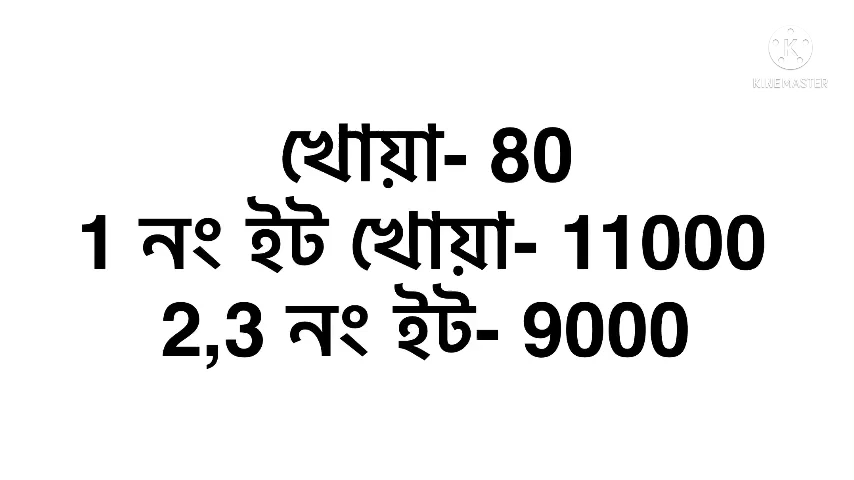 KINEMASTER
খোয়া- 80
1 নং ইট খোয়া- 11000
2,3 নং ইট- 9000